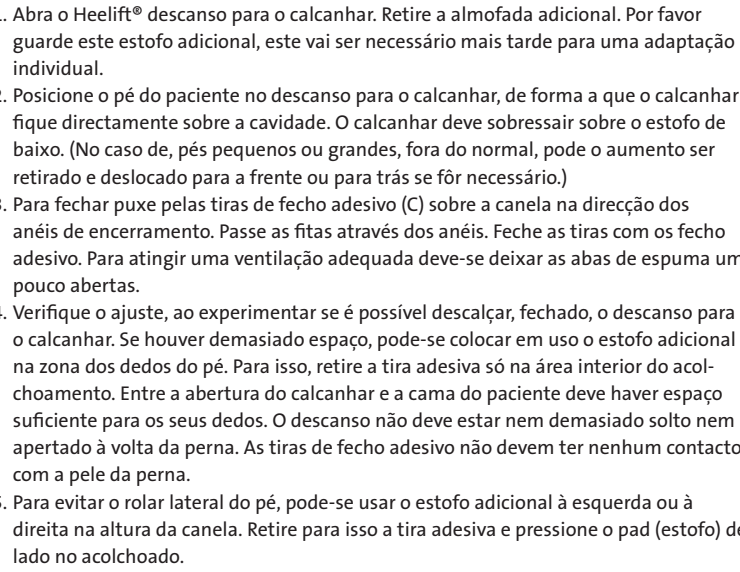 . Abra o Heelift® descanso para o calcanhar. Retire a almofada adicional. Por favor
guarde este estofo adicional, este vai ser necessário mais tarde para uma adaptação
individual.
2. Posicione o pé do paciente no descanso para o calcanhar, de forma a que o calcanhar
fique directamente sobre a cavidade. O calcanhar deve sobressair sobre o estofo de
baixo. (No caso de, pés pequenos ou grandes, fora do normal, pode o aumento ser
retirado e deslocado para a frente ou para trás se fôr necessário.)
3. Para fechar puxe pelas tiras de fecho adesivo (C) sobre a canela na direcção dos
anéis de encerramento. Passe as fitas através dos anéis. Feche as tiras com os fecho
adesivo. Para atingir uma ventilação adequada deve-se deixar as abas de espuma um
pouco abertas.
4. Verifique o ajuste, ao experimentar se é possível descalçar, fechado, o descanso para
o calcanhar. Se houver demasiado espaço, pode-se colocar em uso o estofo adicional
na zona dos dedos do pé. Para isso, retire a tira adesiva só na área interior do acol-
choamento. Entre a abertura do calcanhar e a cama do paciente deve haver espaço
suficiente para os seus dedos. O descanso não deve estar nem demasiado solto nem
apertado à volta da perna. As tiras de fecho adesivo não devem ter nenhum contacto
com a pele da perna.
5. Para evitar o rolar lateral do pé, pode-se usar o estofo adicional à esquerda ou à
direita na altura da canela. Retire para isso a tira adesiva e pressione o pad (estofo) de
lado no acolchoado.